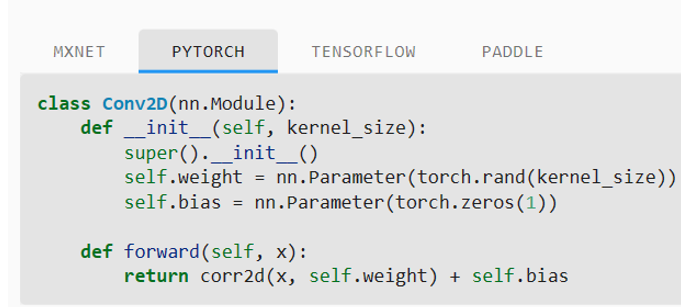 MXNET PYTORCH TENSORFLOW PADDLE
class Conv2D(nn.Module):
    def __init__(self, kernel_size):
        super().__init__()
        self.weight = nn.Parameter(torch.rand(kernel_size))
        self.bias = nn.Parameter(torch.zeros(1))

    def forward(self, x):
        return corr2d(x, self.weight) + self.bias